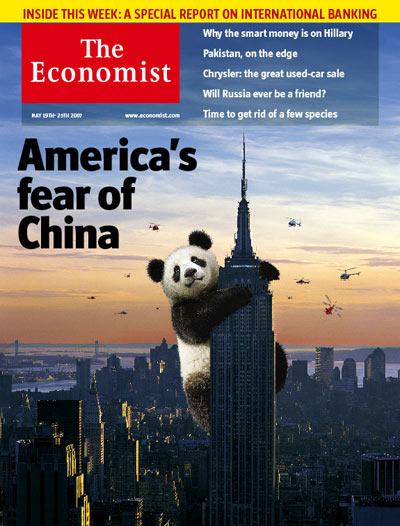 INSIDE THIS WEEK: A SPECIAL REPORT ON INTERNATIONAL BANKING
The
Economist
MAY 19TH-25TH 2007
www.economist.com
Why the smart money is on Hillary
Pakistan, on the edge
Chrysler: the great used-car sale
Will Russia ever be a friend?
Time to get rid of a few species
America's
fear of
China